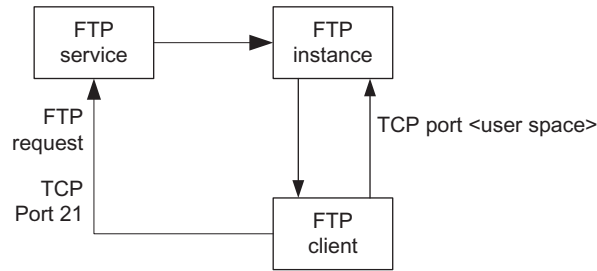 FTP
service
FTP
instance
FTP
request
TCP port <user space>
TCP
Port 21
FTP
client